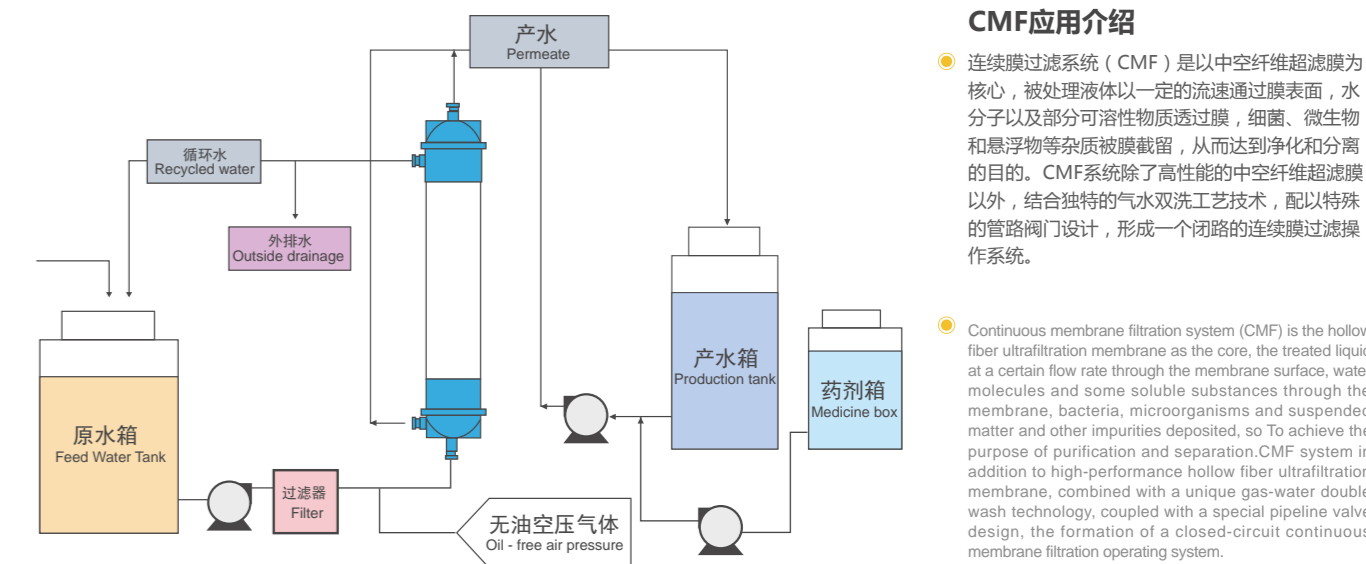 产水
Permeate
循环水
Recycled water
外排水
Outside drainage
原水箱
Feed Water Tank
过滤器
Filter
无油空压气体
Oil - free air pressure
产水箱
Production tank
药剂箱
Medicine box
CMF应用介绍
连续膜过滤系统(CMF)是以中空纤维超滤膜为
核心,被处理液体以一定的流速通过膜表面,水
分子以及部分可溶性物质透过膜,细菌、微生物
和悬浮物等杂质被膜截留,从而达到净化和分离
的目的。CMF系统除了高性能的中空纤维超滤膜
以外,结合独特的气水双洗工艺技术,配以特殊
的管路阀门设计,形成一个闭路的连续膜过滤操
作系统。
Continuous membrane filtration system (CMF) is the hollow
fiber ultrafiltration membrane as the core, the treated liquid
at a certain flow rate through the membrane surface, water
molecules and some soluble substances through the
membrane, bacteria, microorganisms and suspended
matter and other impurities deposited, so To achieve the
purpose of purification and separation.CMF system in
addition to high-performance hollow fiber ultrafiltration
membrane, combined with a unique gas-water double
wash technology, coupled with a special pipeline valve
design, the formation of a closed-circuit continuous
membrane filtration operating system.